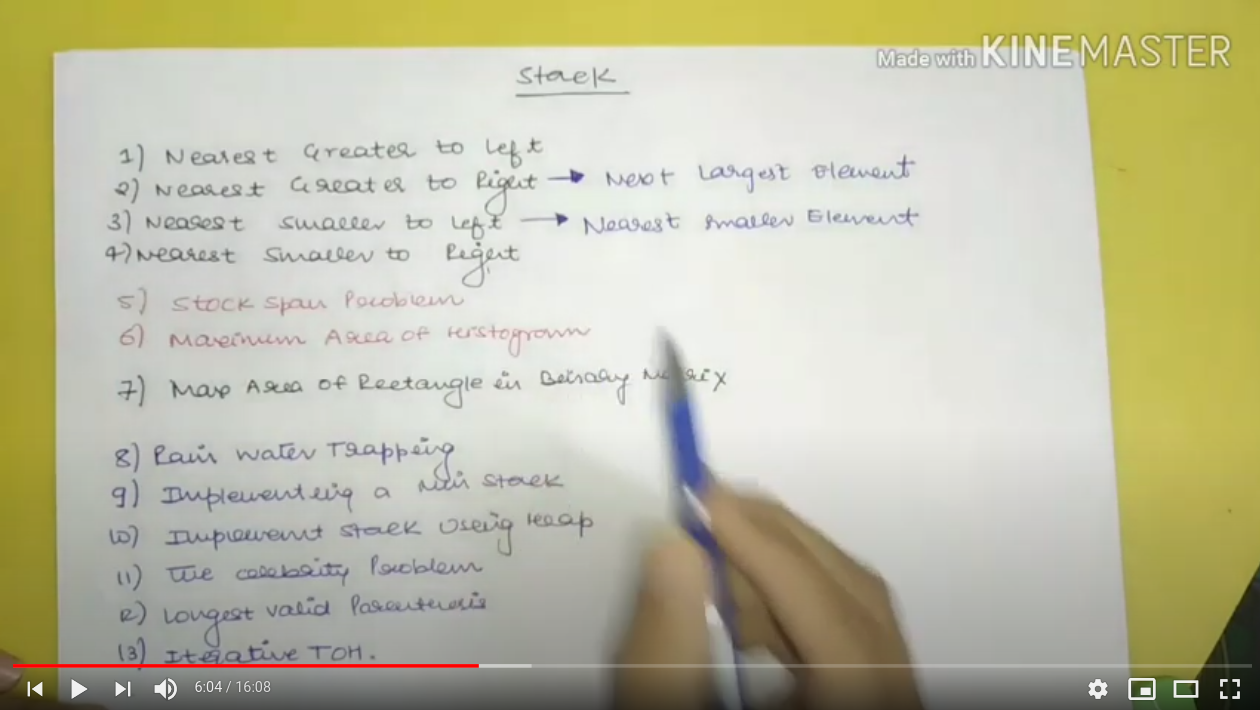 Made with KINEMASTER
Stack
1) Nearest Greater to left
2) Nearest Greater to Right → Next Largest Element
3) Nearest smaller to left → Nearest smaller Element
4) Nearest smaller to Right
5) Stock span Problem
6) Maximum Area of Histogram
7) Max Area of Rectangle in Binary Matrix
8) Rain water Trapping
9) Implementing a Min stack
10) Implement stack using heap
11) The celebrity Problem
12) Longest valid Parenthesis
13) Iterative TOH.
6:04 / 16:08